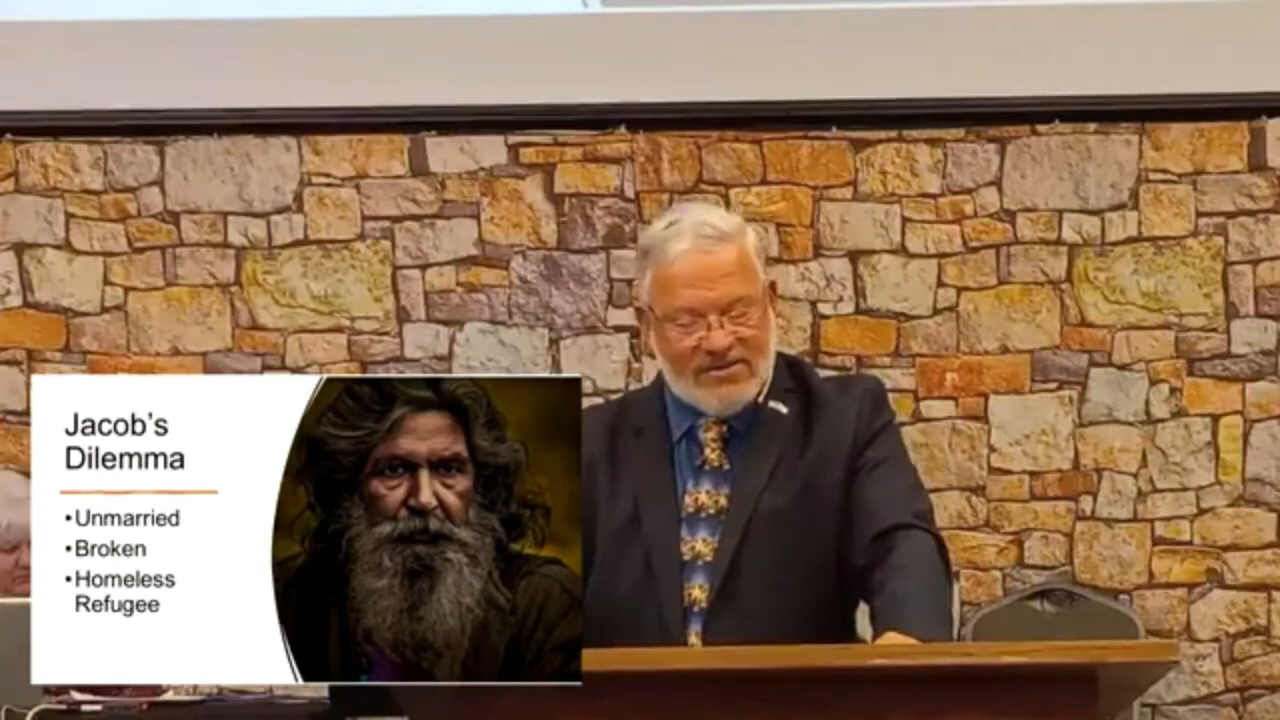 Jacob's
Dilemma
•Unmarried
•Broken
•Homeless
Refugee